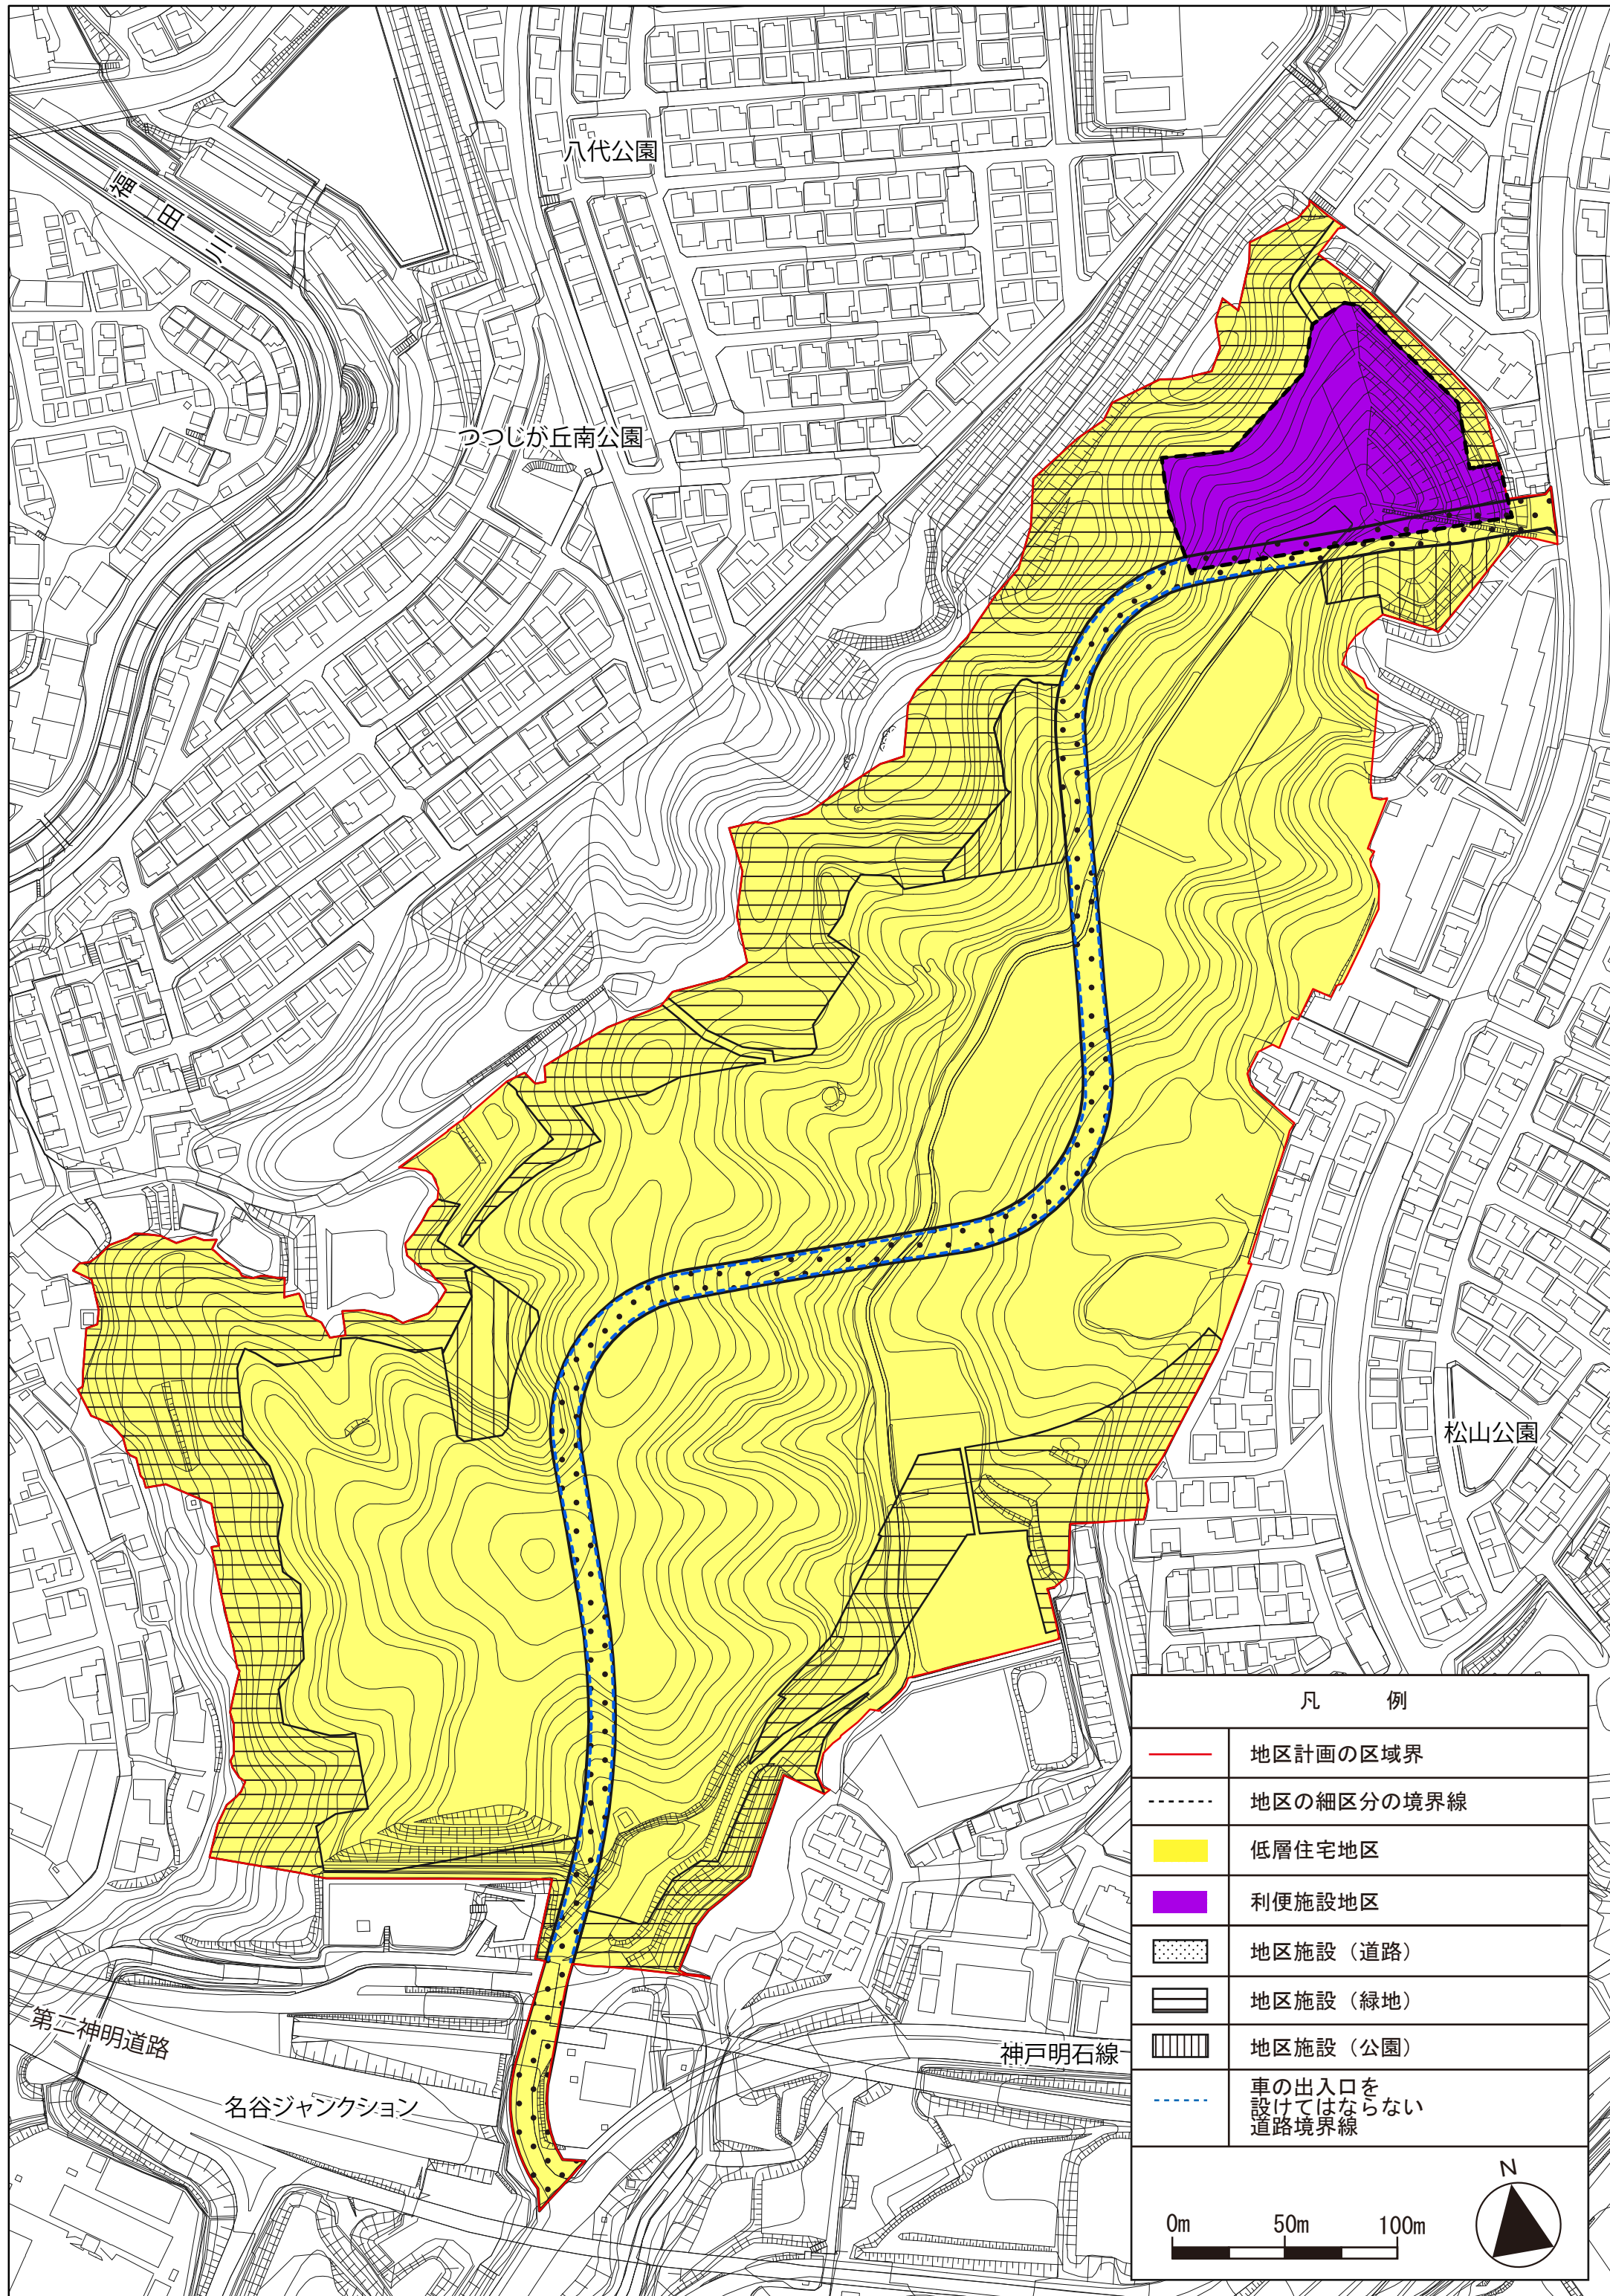 八代公園
福田川
つつじが丘南公園
松山公園
第二神明道路
名谷ジャンクション
神戸明石線
凡例
地区計画の区域界
地区の細区分の境界線
低層住宅地区
利便施設地区
地区施設（道路）
地区施設（緑地）
地区施設（公園）
車の出入口を
設けてはならない
道路境界線
N
0m 50m 100m